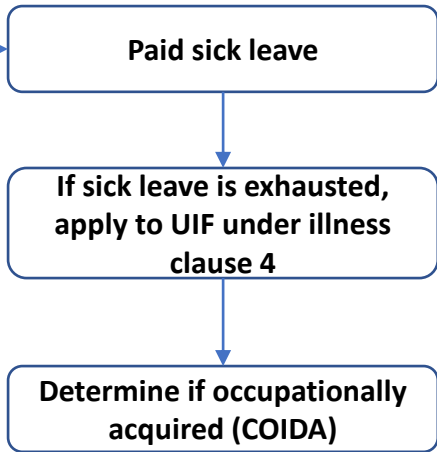 Paid sick leave
If sick leave is exhausted,
apply to UIF under illness
clause 4
Determine if occupationally
acquired (COIDA)